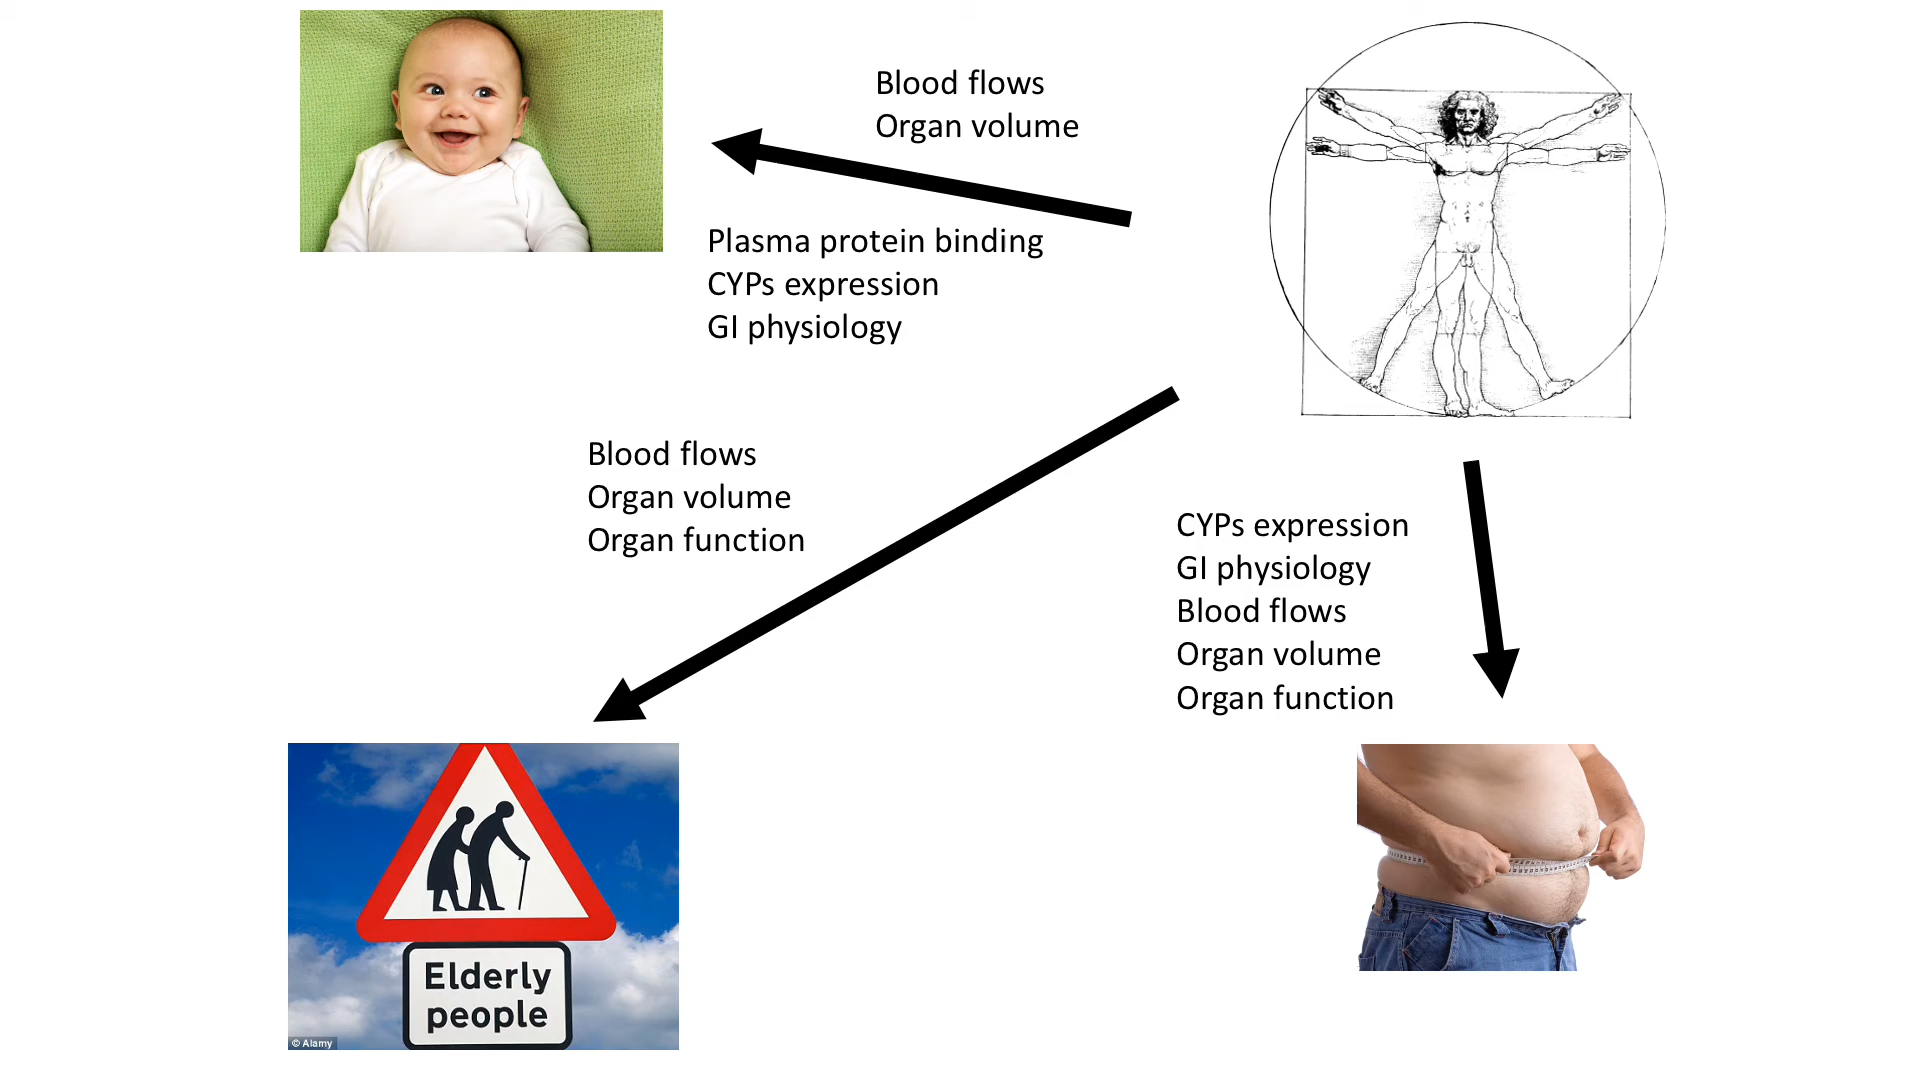 Blood flows
Organ volume
Plasma protein binding
CYPs expression
GI physiology
Blood flows
Organ volume
Organ function
CYPs expression
GI physiology
Blood flows
Organ volume
Organ function
Elderly
people
© Alamy